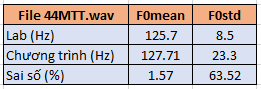 File 44MTT.wav F0mean F0std
Lab (Hz) 125.7 8.5
Chương trình (Hz) 127.71 23.3
Sai số (%) 1.57 63.52